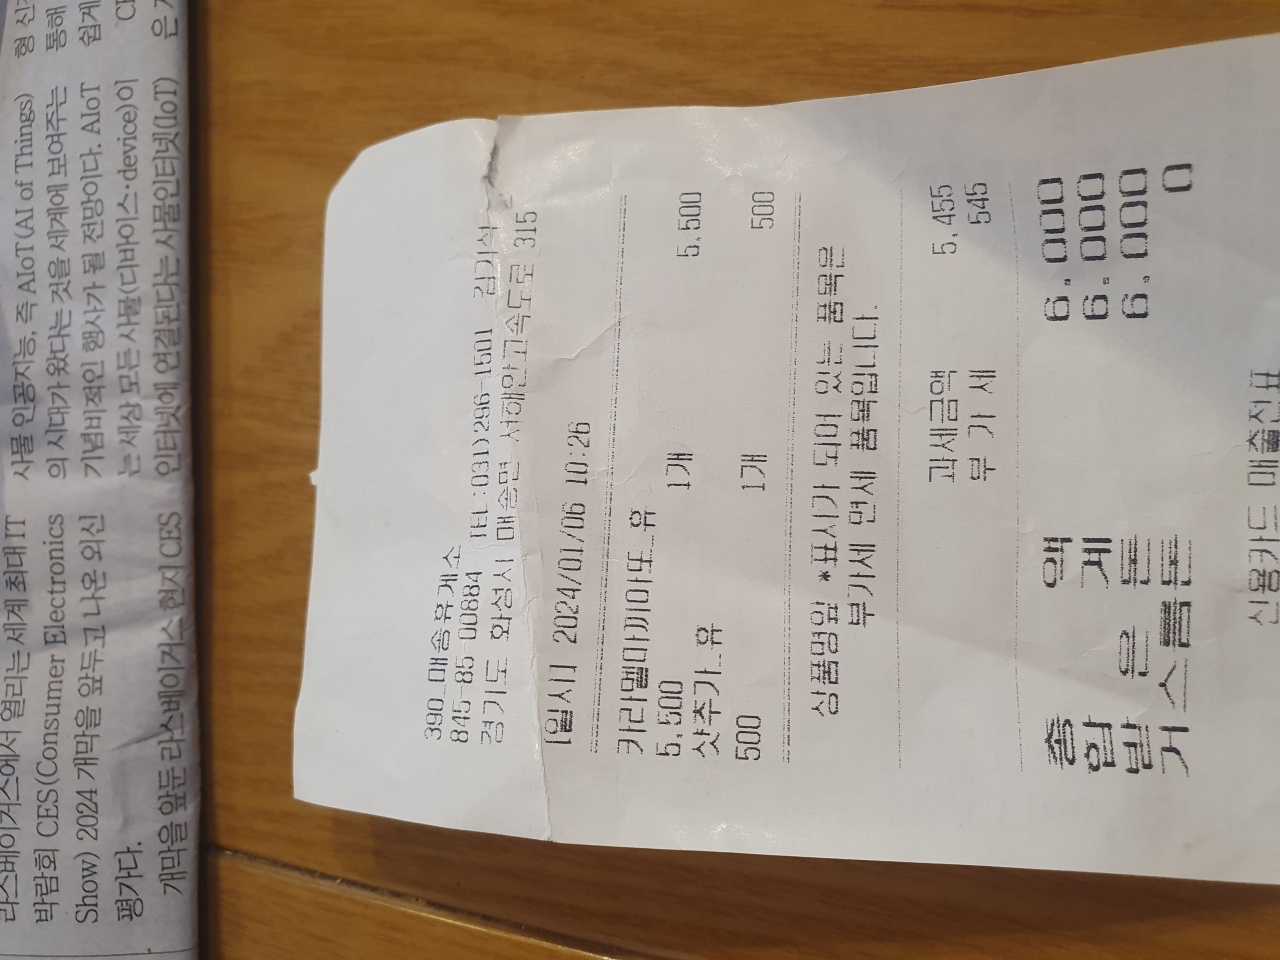 형 신
통해
쉽게
사물 인공지능, 즉 AIoT(AI of Things)
의 시대가 왔다는 것을 세계에 보여주는
기념비적인 행사가 될 전망이다. AIoT
는 세상 모든 사물(디바이스·device)이
인터넷에 연결된다는 사물인터넷(IoT)
라스베이거스에서 열리는 세계 최대 IT
박람회 CES(Consumer Electronics
Show) 2024 개막을 앞두고 나온 외신
평가다.
개막을 앞둔 라스베이거스 현지 CES
390_매송휴게소
845-85-00884 TEL:031)296-1501 김기식
경기도 화성시 매송면 서해안고속도로 315
[일시] 2024/01/06 10:26
카라멜마끼아또_휴
5,500 1개 5,500
샷추가_휴
500 1개 500
상품명앞 *표시가 되어 있는 품목은
부가세 면세 품목입니다.
과세금액 5,455
부 가 세 545
총 액 6,000
합 계 6,000
받 은 돈 6,000
거스름돈 0
신용카드 매출전표